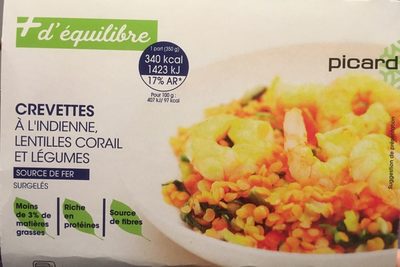 +d'équilibre
1 part (350 g)
340 kcal
1423 kJ
17% AR*
Pour 100 g :
407 kJ/ 97 kcal
picard
CREVETTES
À L'INDIENNE,
LENTILLES CORAIL
ET LÉGUMES
SOURCE DE FER
SURGELÉS
Moins
de 3% de
matières
grasses
Riche
en
protéines
Source
de fibres
Suggestion de présentation